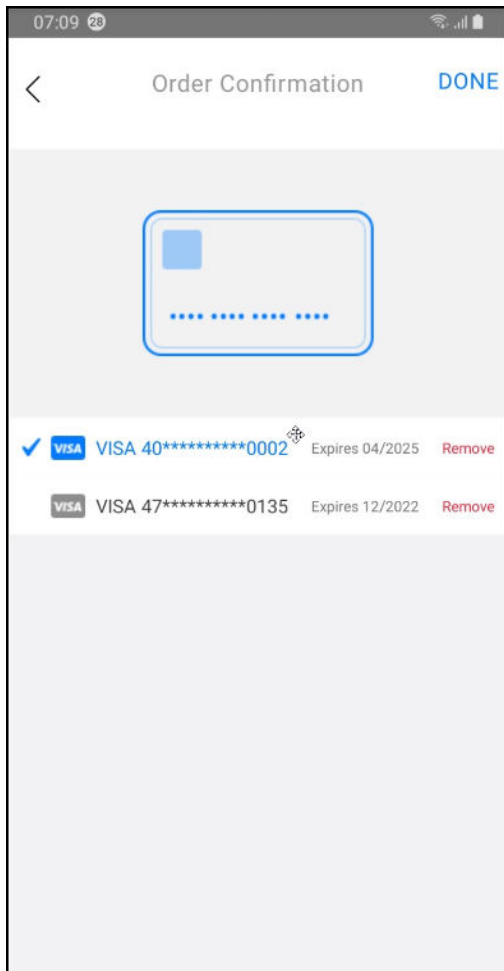 07:09 28
Order Confirmation DONE
VISA VISA 40**********0002 Expires 04/2025 Remove
VISA VISA 47**********0135 Expires 12/2022 Remove